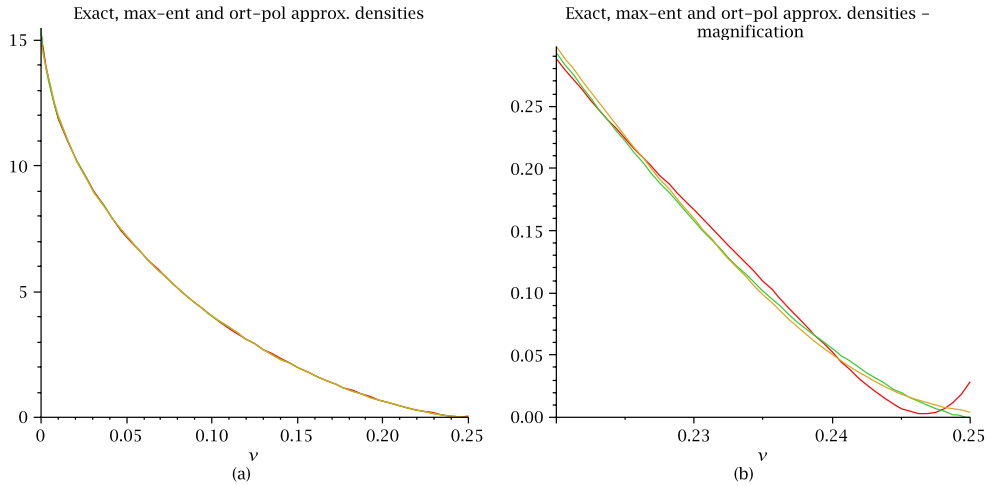 Exact, max−ent and ort−pol approx. densities
15
10
5
0
0
0.05
0.10
0.15
0.20
0.25
v
(a)
Exact, max−ent and ort−pol approx. densities −
magnification
0.25
0.20
0.15
0.10
0.05
0.00
0.23
0.24
0.25
v
(b)